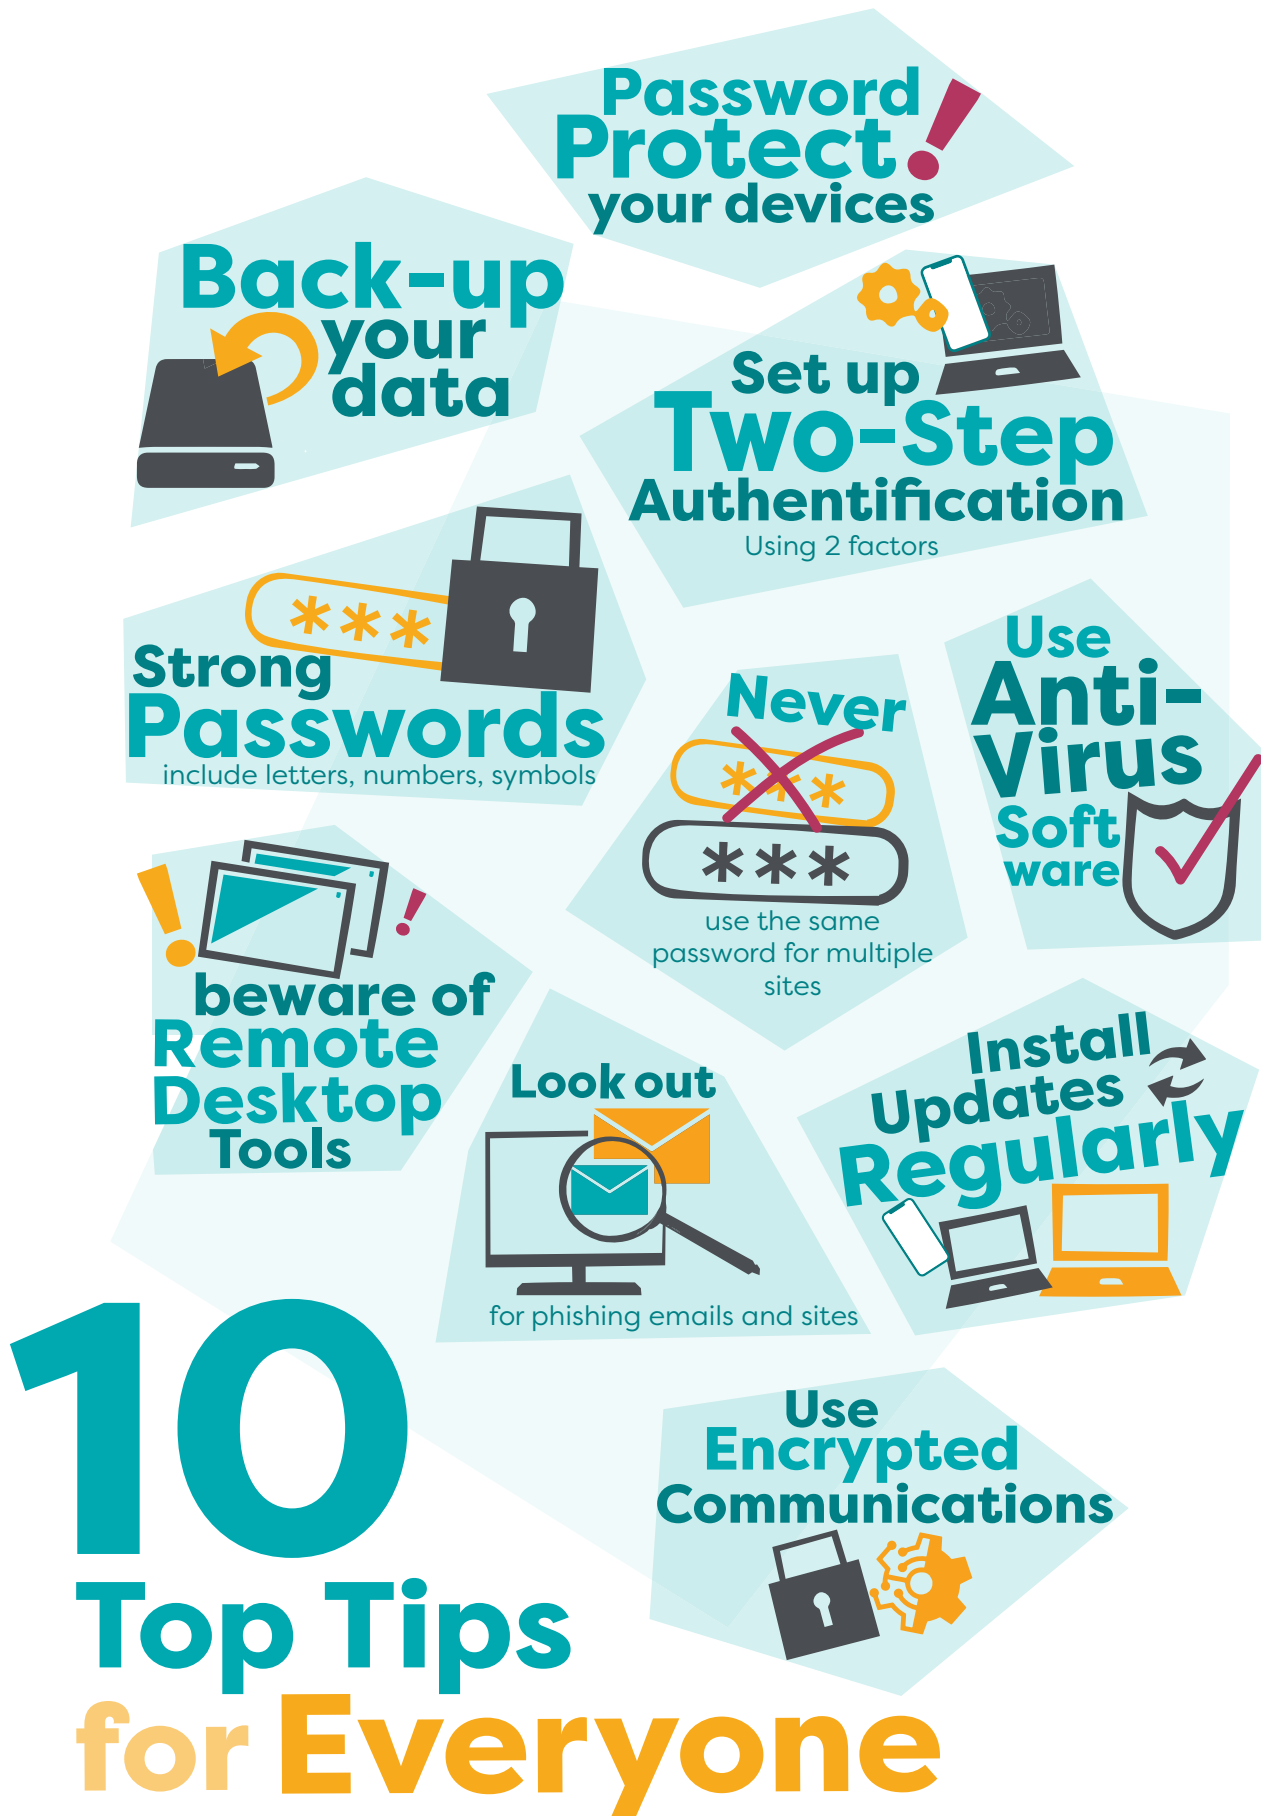 Password
Protect!
your devices
Back-up
your
data
Set up
Two-Step
Authentification
Using 2 factors
***
Strong
Passwords
include letters, numbers, symbols
Never
***
***
use the same
password for multiple
sites
Use
Anti-
Virus
Soft
ware
!
!
beware of
Remote
Desktop
Tools
Look out
for phishing emails and sites
Install
Updates
Regularly
Use
Encrypted
Communications
10
Top Tips
for Everyone